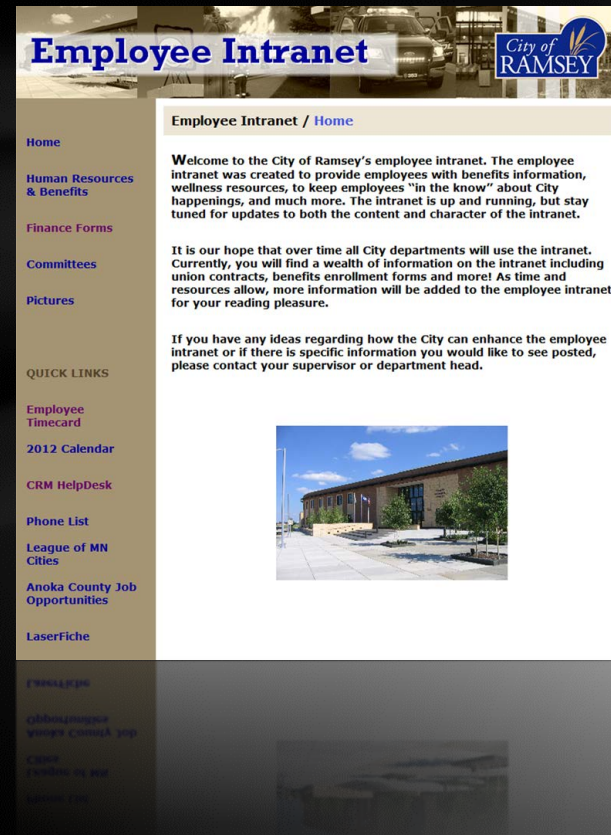 Employee Intranet
City of
RAMSEY
Employee Intranet / Home
Home
Human Resources
& Benefits
Finance Forms
Committees
Pictures
QUICK LINKS
Employee
Timecard
2012 Calendar
CRM HelpDesk
Phone List
League of MN
Cities
Anoka County Job
Opportunities
LaserFiche
Welcome to the City of Ramsey's employee intranet. The employee
intranet was created to provide employees with benefits information,
wellness resources, to keep employees "in the know" about City
happenings, and much more. The intranet is up and running, but stay
tuned for updates to both the content and character of the intranet.
It is our hope that over time all City departments will use the intranet.
Currently, you will find a wealth of information on the intranet including
union contracts, benefits enrollment forms and more! As time and
resources allow, more information will be added to the employee intranet
for your reading pleasure.
If you have any ideas regarding how the City can enhance the employee
intranet or if there is specific information you would like to see posted,
please contact your supervisor or department head.